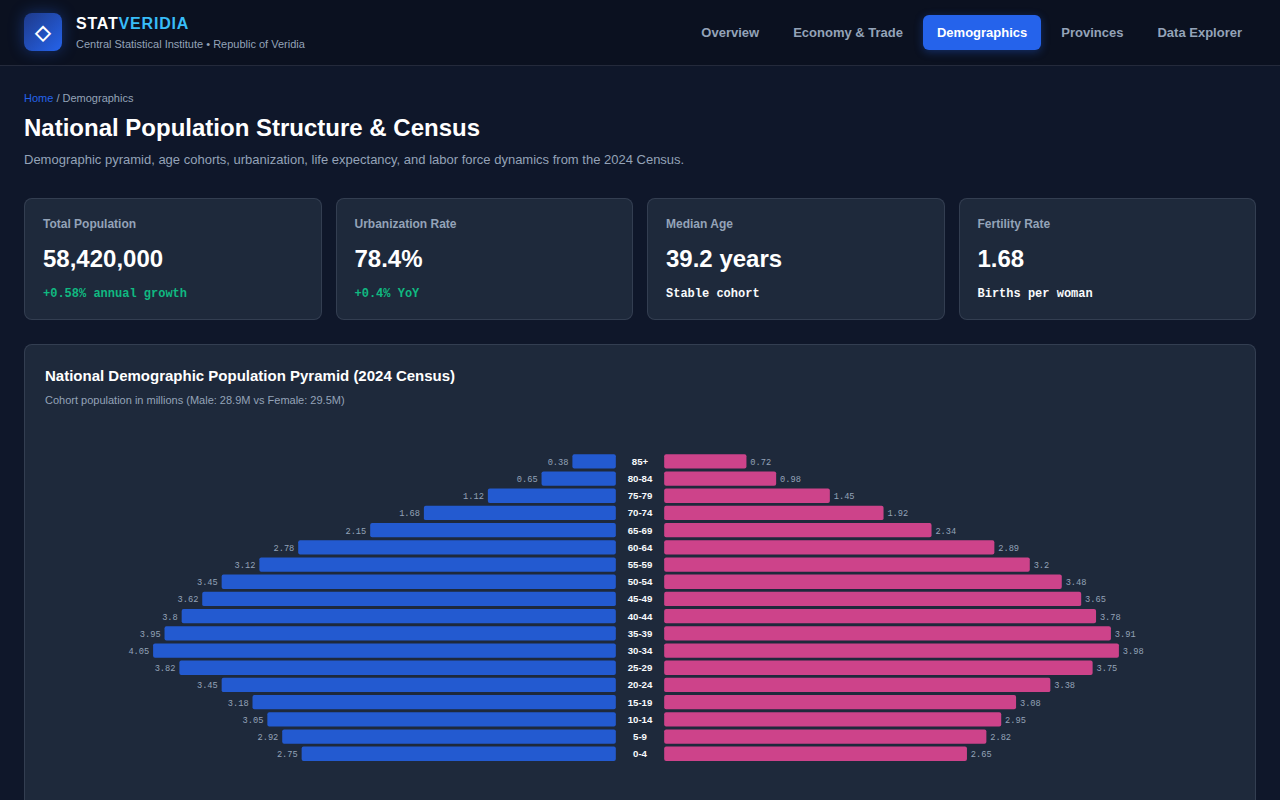 STATVERIDIA
Central Statistical Institute • Republic of Veridia
Overview
Economy & Trade
Demographics
Provinces
Data Explorer
Home / Demographics
National Population Structure & Census
Demographic pyramid, age cohorts, urbanization, life expectancy, and labor force dynamics from the 2024 Census.
Total Population
58,420,000
+0.58% annual growth
Urbanization Rate
78.4%
+0.4% YoY
Median Age
39.2 years
Stable cohort
Fertility Rate
1.68
Births per woman
National Demographic Population Pyramid (2024 Census)
Cohort population in millions (Male: 28.9M vs Female: 29.5M)
0.38 85+ 0.72
0.65 80-84 0.98
1.12 75-79 1.45
1.68 70-74 1.92
2.15 65-69 2.34
2.78 60-64 2.89
3.12 55-59 3.2
3.45 50-54 3.48
3.62 45-49 3.65
3.8 40-44 3.78
3.95 35-39 3.91
4.05 30-34 3.98
3.82 25-29 3.75
3.45 20-24 3.38
3.18 15-19 3.08
3.05 10-14 2.95
2.92 5-9 2.82
2.75 0-4 2.65